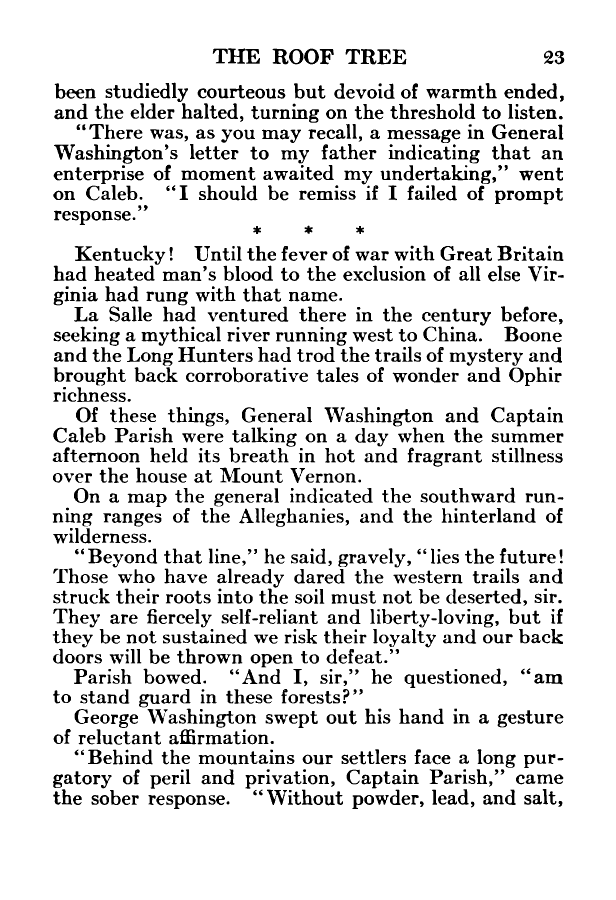 THE ROOF TREE 23
been studiedly courteous but devoid of warmth ended,
and the elder halted, turning on the threshold to listen.
"There was, as you may recall, a message in General
Washington's letter to my father indicating that an
enterprise of moment awaited my undertaking," went
on Caleb. "I should be remiss if I failed of prompt
response."
* * *
Kentucky! Until the fever of war with Great Britain
had heated man's blood to the exclusion of all else Vir-
ginia had rung with that name.
La Salle had ventured there in the century before,
seeking a mythical river running west to China. Boone
and the Long Hunters had trod the trails of mystery and
brought back corroborative tales of wonder and Ophir
richness.
Of these things, General Washington and Captain
Caleb Parish were talking on a day when the summer
afternoon held its breath in hot and fragrant stillness
over the house at Mount Vernon.
On a map the general indicated the southward run-
ning ranges of the Alleghanies, and the hinterland of
wilderness.
"Beyond that line," he said, gravely, "lies the future!
Those who have already dared the western trails and
struck their roots into the soil must not be deserted, sir.
They are fiercely self-reliant and liberty-loving, but if
they be not sustained we risk their loyalty and our back
doors will be thrown open to defeat."
Parish bowed. "And I, sir," he questioned, "am
to stand guard in these forests?"
George Washington swept out his hand in a gesture
of reluctant affirmation.
"Behind the mountains our settlers face a long pur-
gatory of peril and privation, Captain Parish," came
the sober response. "Without powder, lead, and salt,